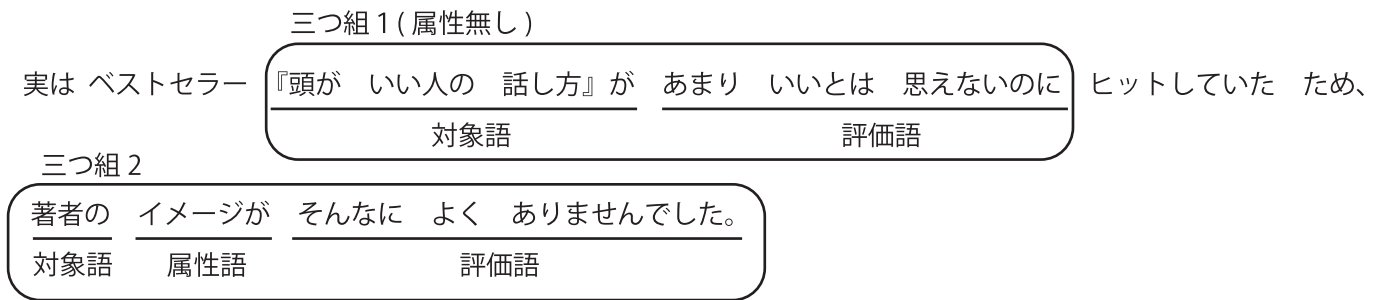 三つ組 1 ( 属性無し )
実は ベストセラー 『頭が いい人の 話し方』が あまり いいとは 思えないのに ヒットしていた ため、
対象語 評価語
三つ組 2
著者の イメージが そんなに よく ありませんでした。
対象語 属性語 評価語